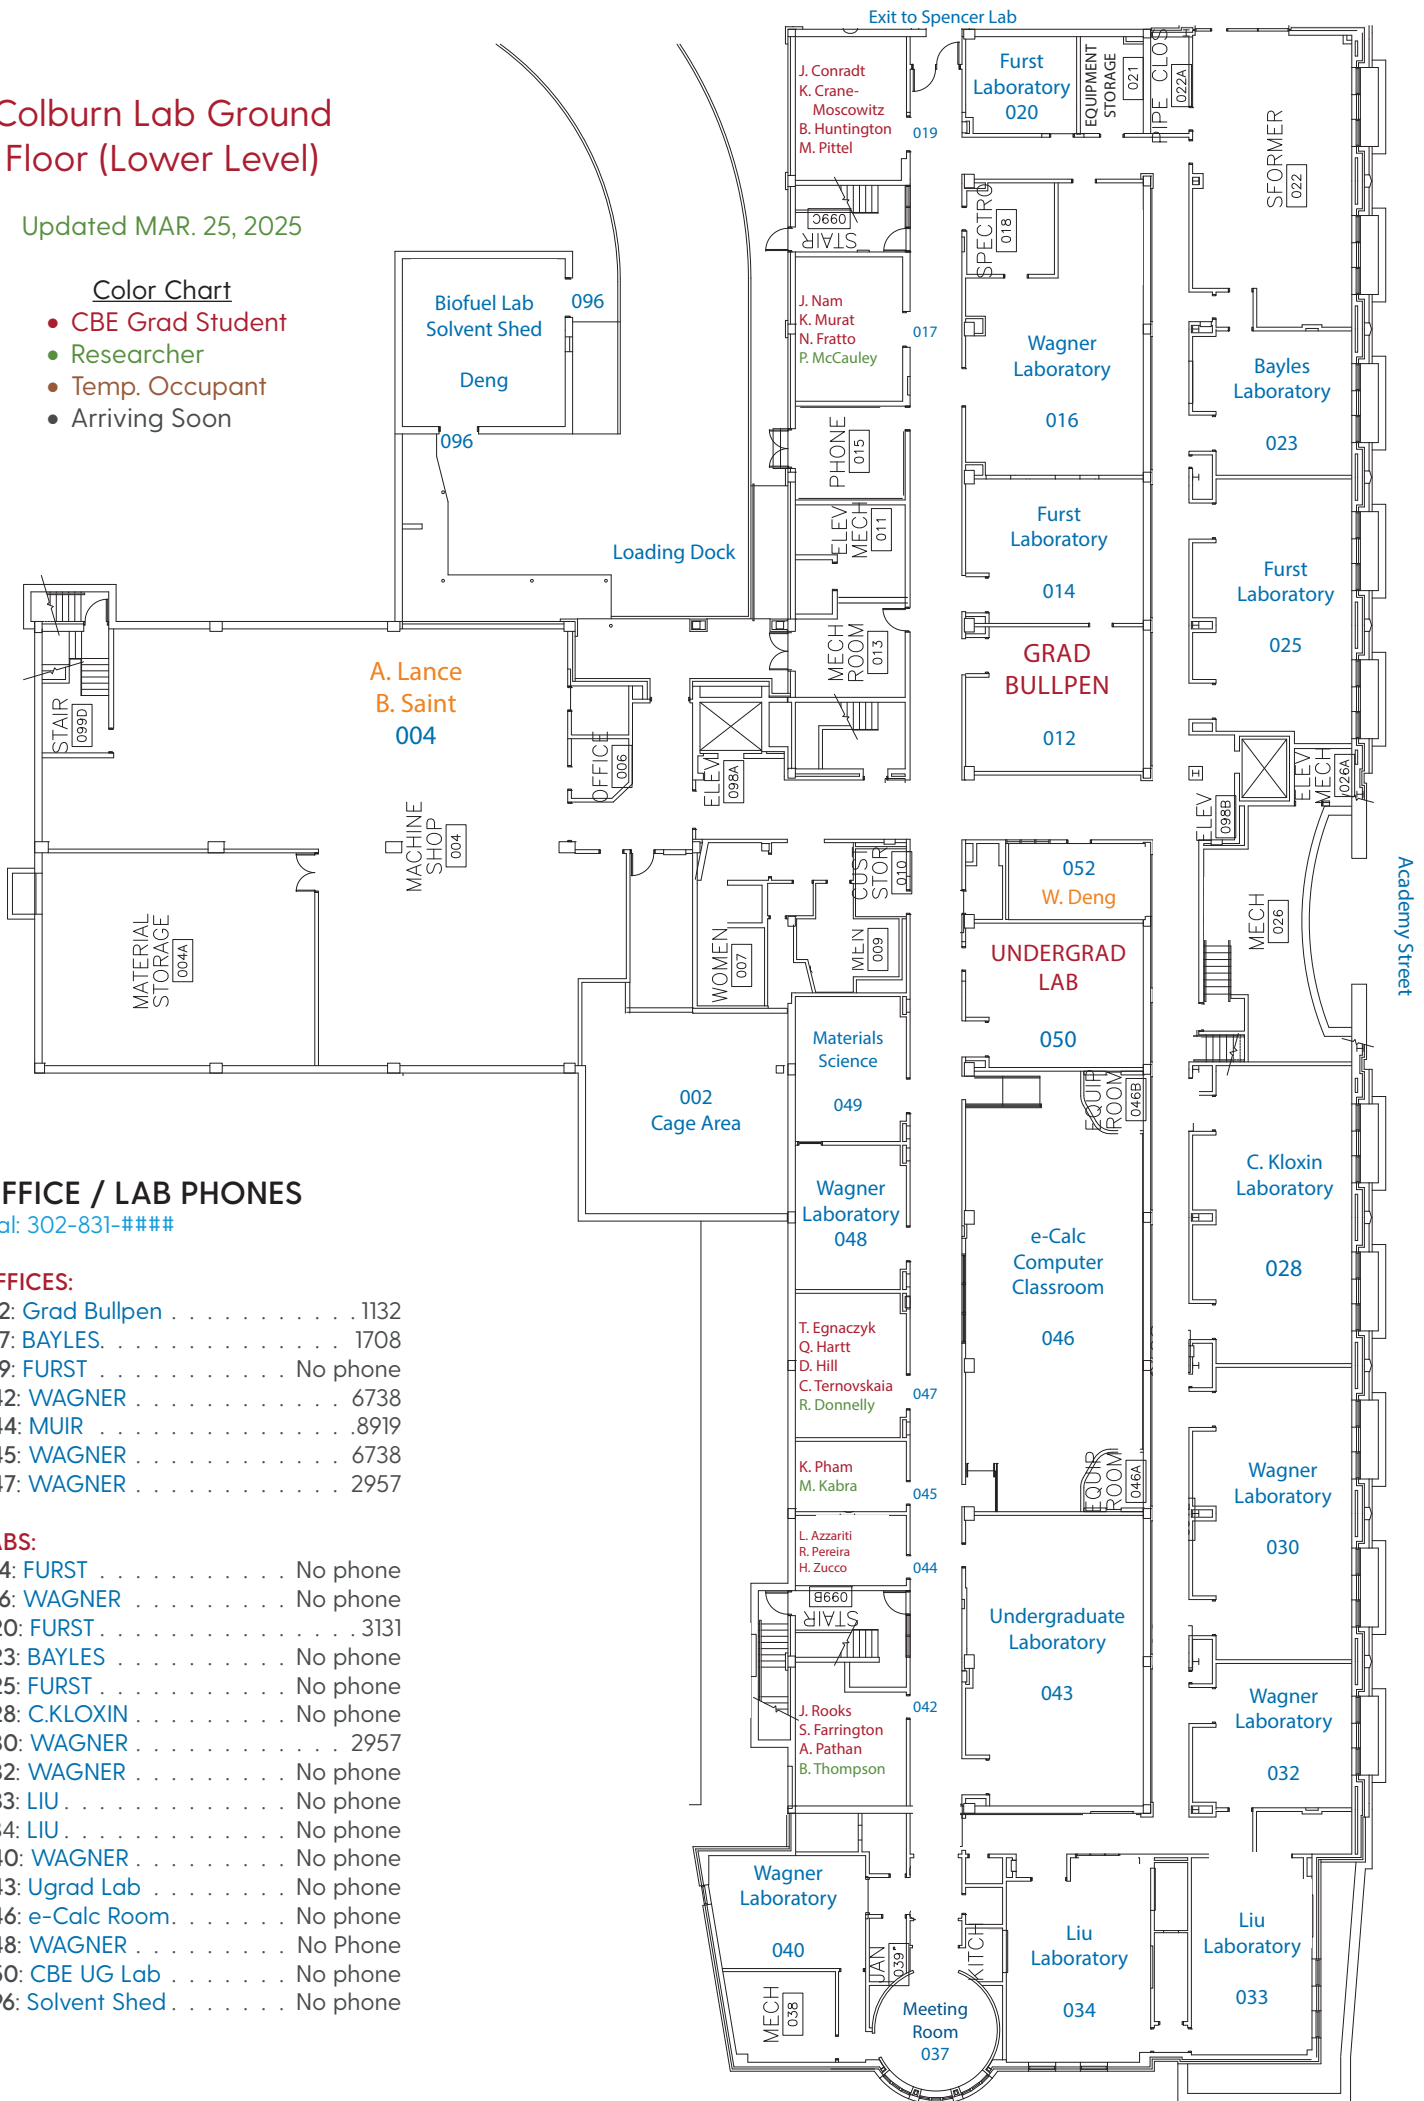 Exit to Spencer Lab
Colburn Lab Ground
Floor (Lower Level)
Updated MAR. 25, 2025
Color Chart
• CBE Grad Student
• Researcher
• Temp. Occupant
• Arriving Soon
Biofuel Lab
Solvent Shed
Deng
096
096
Loading Dock
J. Conradt
K. Crane-
Moscowitz
B. Huntington
M. Pittel
019
Furst
Laboratory
020
EQUIPMENT
STORAGE
021
PIPE CLOS
022A
SFORMER
022
STAIR
099C
SPECTRO
018
J. Nam
K. Murat
N. Fratto
P. McCauley
017
Wagner
Laboratory
016
Bayles
Laboratory
023
PHONE
015
ELEV
MECH
011
Furst
Laboratory
014
Furst
Laboratory
025
MECH
ROOM
013
GRAD
BULLPEN
012
A. Lance
B. Saint
004
STAIR
099D
OFFICE
006
ELEV
098A
ELEV
098B
ELEV
MECH
026A
MACHINE
SHOP
004
MATERIAL
STORAGE
004A
WOMEN
007
CUST
STOR
010
MEN
009
052
W. Deng
MECH
026
Academy Street
UNDERGRAD
LAB
050
002
Cage Area
Materials
Science
049
EQUIP
ROOM
046B
Wagner
Laboratory
048
e-Calc
Computer
Classroom
046
C. Kloxin
Laboratory
028
T. Egnaczyk
Q. Hartt
D. Hill
C. Ternovskaia
R. Donnelly
047
K. Pham
M. Kabra
045
EQUIP
ROOM
046A
Wagner
Laboratory
030
L. Azzariti
R. Pereira
H. Zucco
044
STAIR
099B
Undergraduate
Laboratory
043
042
J. Rooks
S. Farrington
A. Pathan
B. Thompson
Wagner
Laboratory
032
Wagner
Laboratory
040
MECH
038
JAN
039
KITCH
Meeting
Room
037
Liu
Laboratory
034
Liu
Laboratory
033
FFICE / LAB PHONES
al: 302-831-####
FFICES:
2: Grad Bullpen . . . . . . . . . . . . 1132
7: BAYLES. . . . . . . . . . . . . . 1708
9: FURST . . . . . . . . . . . No phone
42: WAGNER . . . . . . . . . . . . . 6738
44: MUIR . . . . . . . . . . . . . . .8919
45: WAGNER . . . . . . . . . . . . . 6738
47: WAGNER . . . . . . . . . . . . . 2957
ABS:
4: FURST . . . . . . . . . . . No phone
6: WAGNER . . . . . . . . . No phone
20: FURST . . . . . . . . . . . . . . . 3131
23: BAYLES . . . . . . . . . . No phone
25: FURST . . . . . . . . . . . No phone
28: C.KLOXIN . . . . . . . . . No phone
30: WAGNER . . . . . . . . . . . . . 2957
32: WAGNER . . . . . . . . . No phone
33: LIU . . . . . . . . . . . . . No phone
34: LIU . . . . . . . . . . . . . No phone
40: WAGNER . . . . . . . . . No phone
43: Ugrad Lab . . . . . . . . No phone
46: e-Calc Room. . . . . . . No phone
48: WAGNER . . . . . . . . . No Phone
50: CBE UG Lab . . . . . . . No phone
96: Solvent Shed . . . . . . . No phone